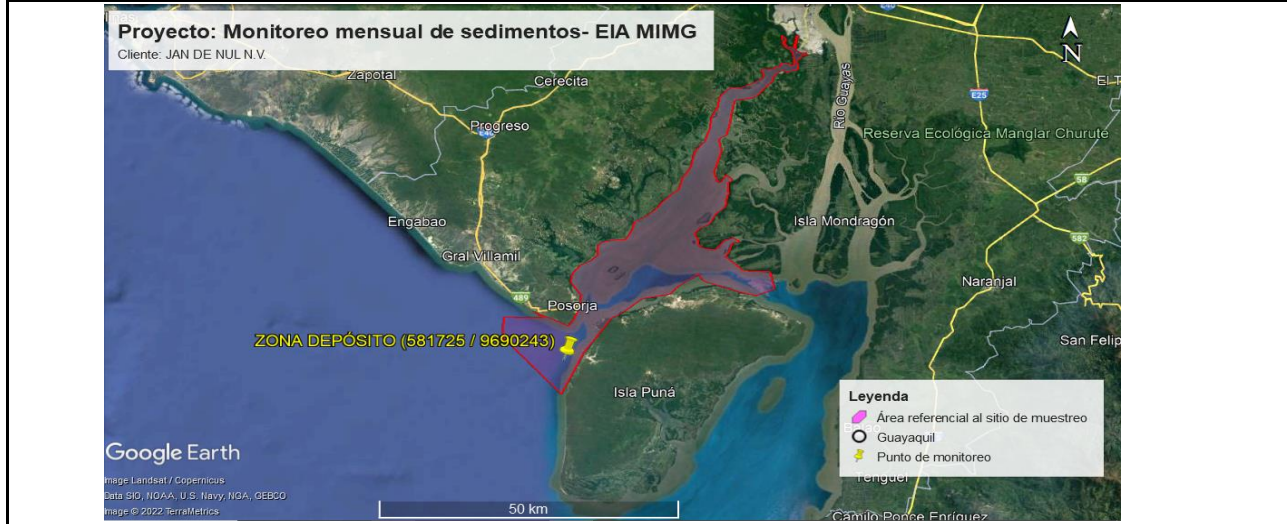 Proyecto: Monitoreo mensual de sedimentos- EIA MIMG
Cliente: JAN DE NUL N.V.
N
Zapotal
Cerecita
Progreso
Río Guayas
E25
El T
Reserva Ecológica Manglar Churute
58
Engabao
Isla Mondragón
582
Gral Villamil
Naranjal
489
Posorja
ZONA DEPÓSITO (581725 / 9690243)
San Felip
Isla Puná
Leyenda
Área referencial al sitio de muestreo
Guayaquil
Punto de monitoreo
Google Earth
Image Landsat / Copernicus
Data SIO, NOAA, U.S. Navy, NGA, GEBCO
Image © 2022 TerraMetrics
50 km
Tenguel
Camilo Ponce Enríquez